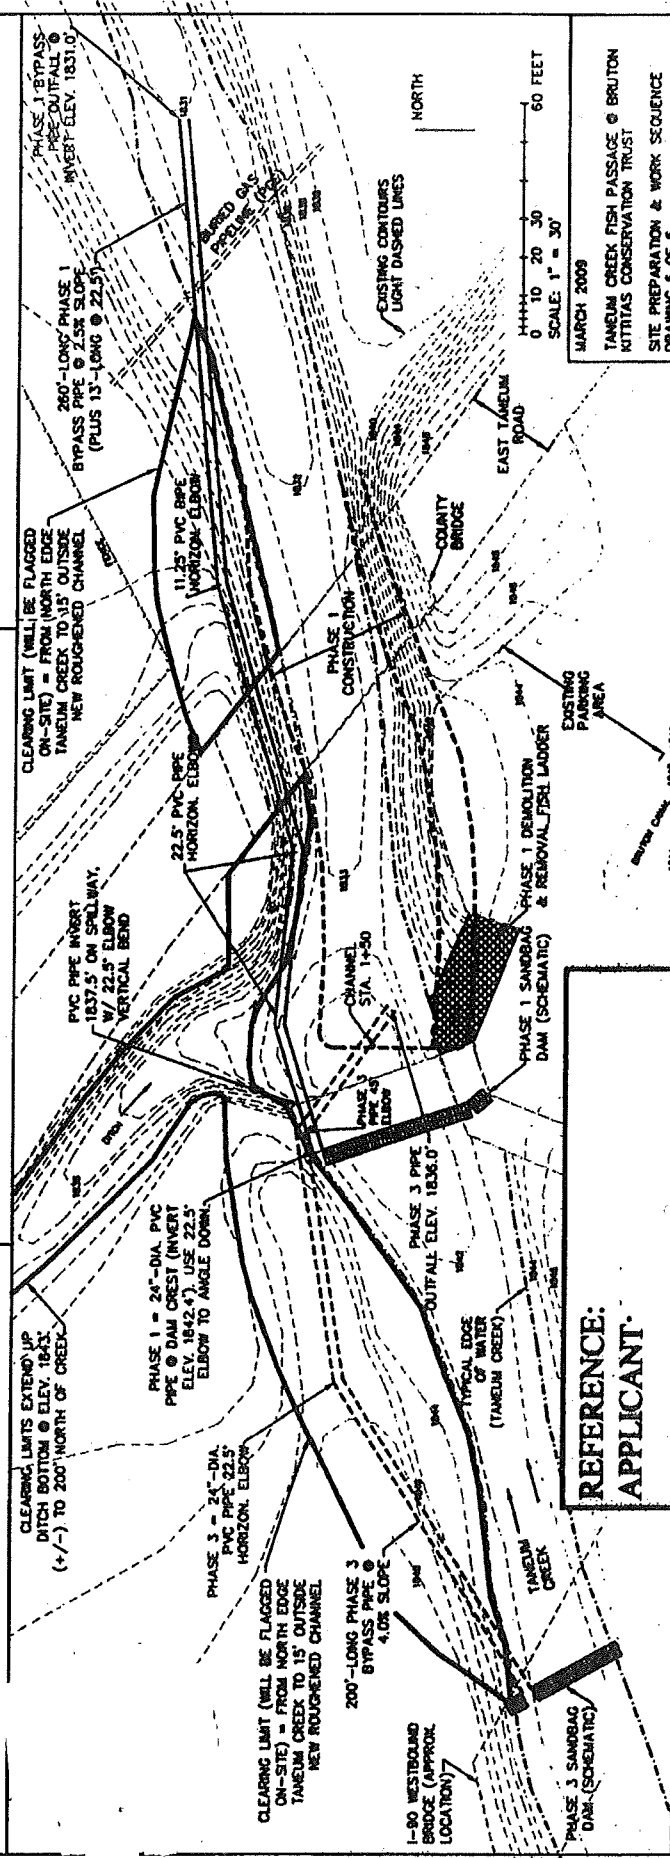 CLEARING LIMITS EXTEND UP
DITCH BOTTOM @ ELEV. 1843'
(+/-) TO 200' NORTH OF CREEK
PHASE 3 = 24"-DIA.
PVC PIPE 22.5°
HORIZON. ELBOW
CLEARING LIMIT (WILL BE FLAGGED
ON-SITE) = FROM NORTH EDGE
TANEUM CREEK TO 15' OUTSIDE
NEW ROUGHENED CHANNEL
200'-LONG PHASE 3
BYPASS PIPE @
4.0% SLOPE
I-90 WESTBOUND
BRIDGE (APPROX.
LOCATION)
PHASE 3 SANDBAG
DAM (SCHEMATIC)
TANEUM
CREEK
TYPICAL EDGE
OF WATER
(TANEUM CREEK)
PHASE 1 = 24"-DIA. PVC
PIPE @ DAM CREST (INVERT
ELEV. 1842.4'). USE 22.5°
ELBOW TO ANGLE DOWN.
DITCH
PVC PIPE INVERT
1837.5' ON SPILLWAY,
W/ 22.5° ELBOW
VERTICAL BEND
PHASE 3
PIPE 45°
ELBOW
PHASE 3 PIPE
OUTFALL ELEV. 1836.0'
CHANNEL
STA. 1+50
PHASE 1 SANDBAG
DAM (SCHEMATIC)
PHASE 1 DEMOLITION
& REMOVAL FISH LADDER
22.5° PVC PIPE
HORIZON. ELBOW
CLEARING LIMIT (WILL BE FLAGGED
ON-SITE) = FROM NORTH EDGE
TANEUM CREEK TO 15' OUTSIDE
NEW ROUGHENED CHANNEL
11.25° PVC PIPE
HORIZON. ELBOW
PHASE 1
CONSTRUCTION
EXISTING
PARKING
AREA
COUNTY
BRIDGE
EAST TANEUM
ROAD
260'-LONG PHASE 1
BYPASS PIPE @ 2.5% SLOPE
(PLUS 13'-LONG @ 22.5°)
BURIED GAS
PIPELINE (PGE)
PHASE 1 BYPASS
PIPE OUTFALL @
INVERT ELEV. 1831.0'
1831
EXISTING CONTOURS
LIGHT DASHED LINES
NORTH
0 10 20 30 60 FEET
SCALE: 1" = 30'
MARCH 2009
TANEUM CREEK FISH PASSAGE @ BRUTON
KITTITAS CONSERVATION TRUST
SITE PREPARATION & WORK SEQUENCE
REFERENCE:
APPLICANT: